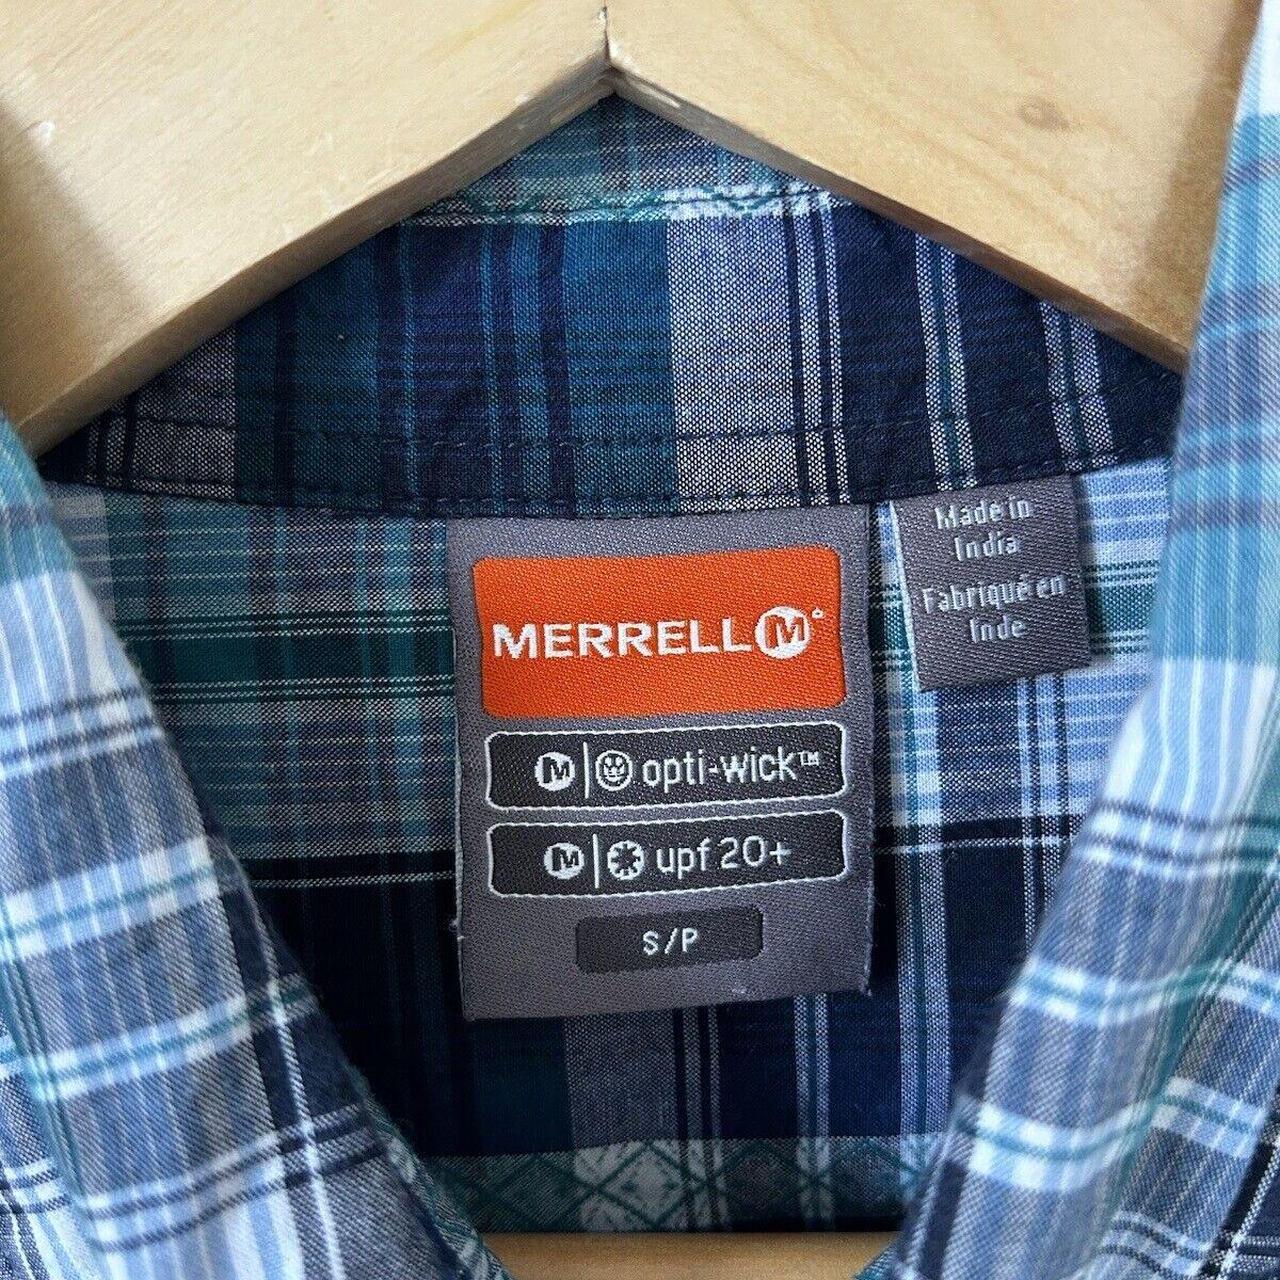 Made in
India
Fabriqué en
Inde
MERRELL M
M opti-wick™
M upf 20+
S/P